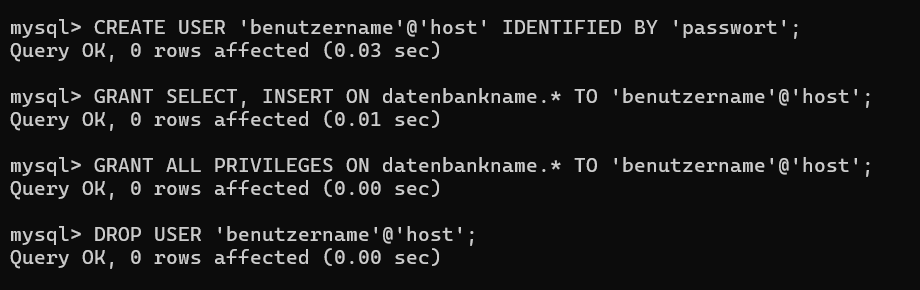 mysql> CREATE USER 'benutzername'@'host' IDENTIFIED BY 'passwort';
Query OK, 0 rows affected (0.03 sec)
mysql> GRANT SELECT, INSERT ON datenbankname.* TO 'benutzername'@'host';
Query OK, 0 rows affected (0.01 sec)
mysql> GRANT ALL PRIVILEGES ON datenbankname.* TO 'benutzername'@'host';
Query OK, 0 rows affected (0.00 sec)
mysql> DROP USER 'benutzername'@'host';
Query OK, 0 rows affected (0.00 sec)